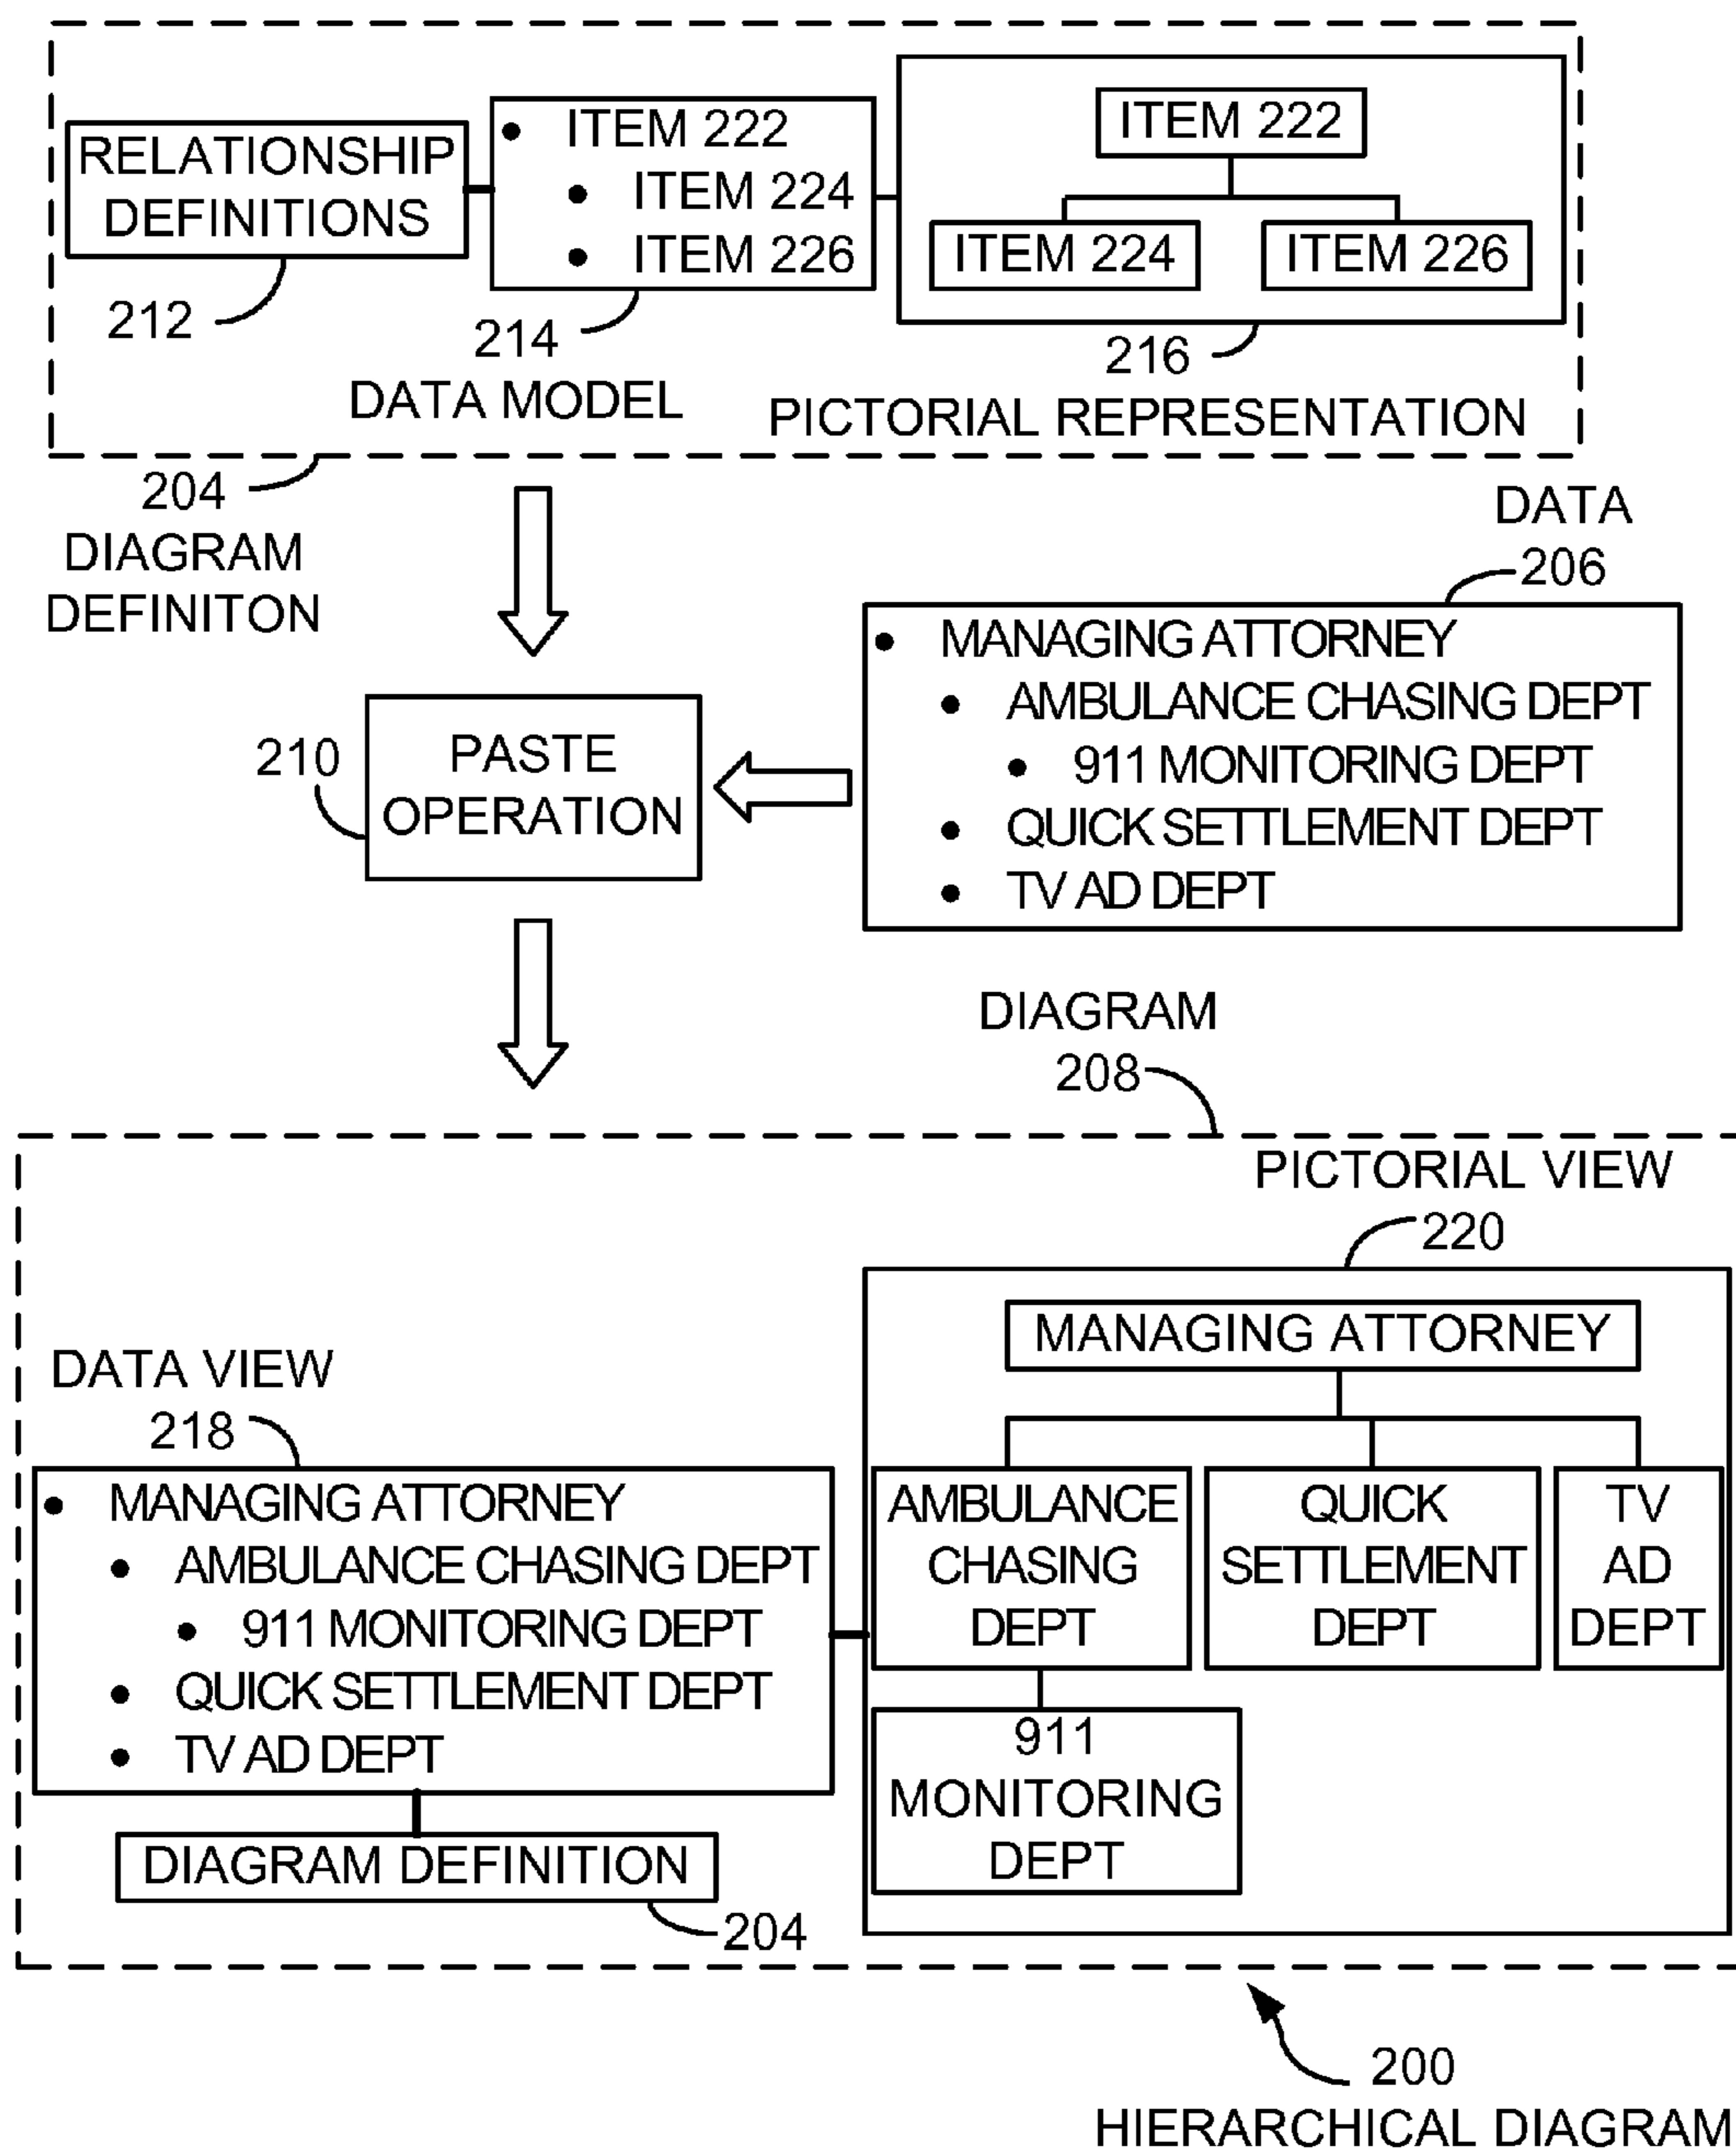 RELATIONSHIP
DEFINITIONS
212
• ITEM 222
• ITEM 224
• ITEM 226
214
DATA MODEL
ITEM 222
ITEM 224
ITEM 226
216
PICTORIAL REPRESENTATION
204
DIAGRAM
DEFINITON
DATA
206
• MANAGING ATTORNEY
• AMBULANCE CHASING DEPT
• 911 MONITORING DEPT
• QUICK SETTLEMENT DEPT
• TV AD DEPT
210
PASTE
OPERATION
DIAGRAM
208
PICTORIAL VIEW
220
MANAGING ATTORNEY
AMBULANCE
CHASING
DEPT
QUICK
SETTLEMENT
DEPT
TV
AD
DEPT
911
MONITORING
DEPT
DATA VIEW
218
• MANAGING ATTORNEY
• AMBULANCE CHASING DEPT
• 911 MONITORING DEPT
• QUICK SETTLEMENT DEPT
• TV AD DEPT
DIAGRAM DEFINITION
204
200
HIERARCHICAL DIAGRAM